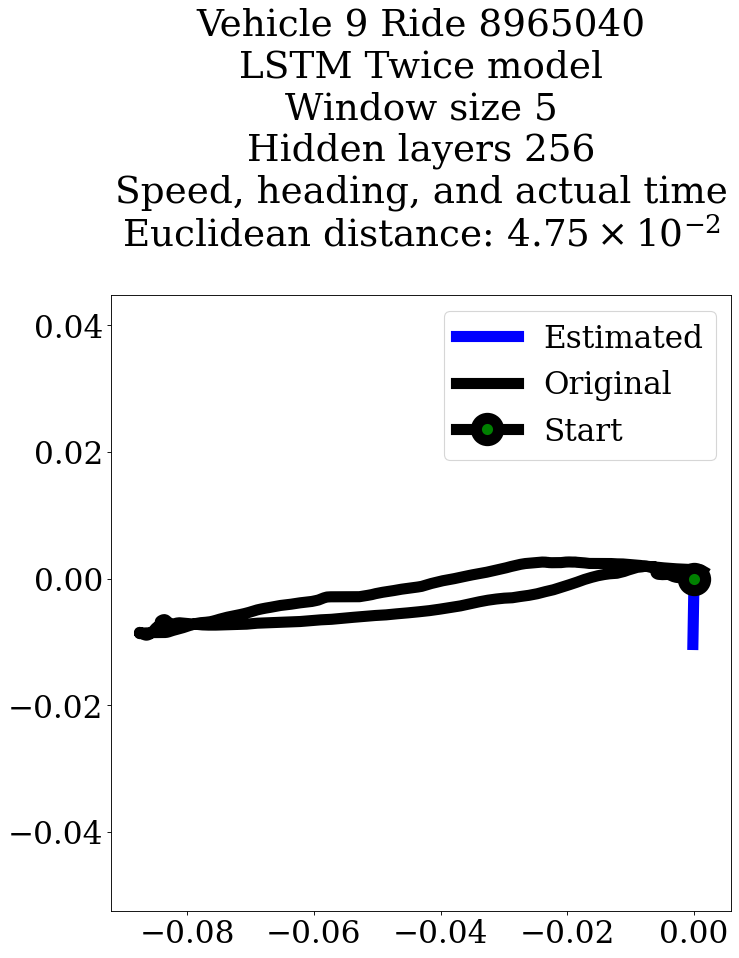 Vehicle 9 Ride 8965040
LSTM Twice model
Window size 5
Hidden layers 256
Speed, heading, and actual time
Euclidean distance: 4.75 × 10⁻²
Estimated
Original
Start
0.04
0.02
0.00
−0.02
−0.04
−0.08 −0.06 −0.04 −0.02 0.00